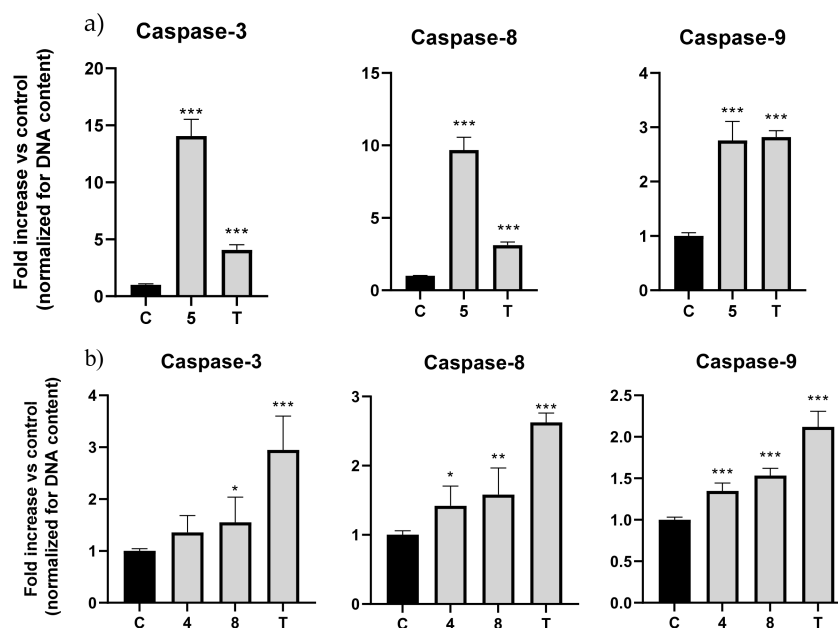 a)
Caspase-3
Caspase-8
Caspase-9
Fold increase vs control
(normalized for DNA content)
20
15
10
5
0
***
***
C 5 T
15
10
5
0
***
***
C 5 T
4
3
2
1
0
***
***
C 5 T
b)
Caspase-3
Caspase-8
Caspase-9
Fold increase vs control
(normalized for DNA content)
4
3
2
1
0
*
***
C 4 8 T
3
2
1
0
*
**
***
C 4 8 T
2.5
2.0
1.5
1.0
0.5
0.0
***
***
***
C 4 8 T